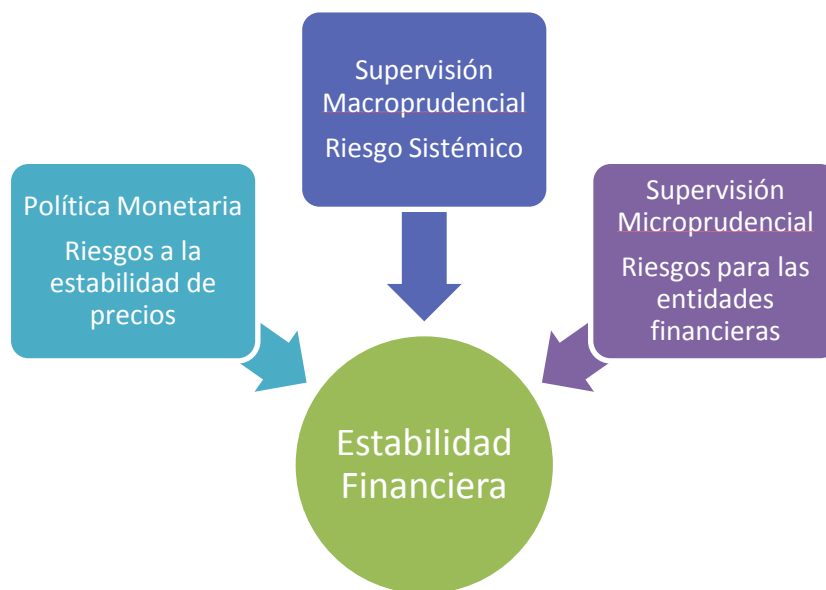 Supervisión
Macroprudencial
Riesgo Sistémico
Política Monetaria
Riesgos a la
estabilidad de
precios
Supervisión
Microprudencial
Riesgos para las
entidades
financieras
Estabilidad
Financiera